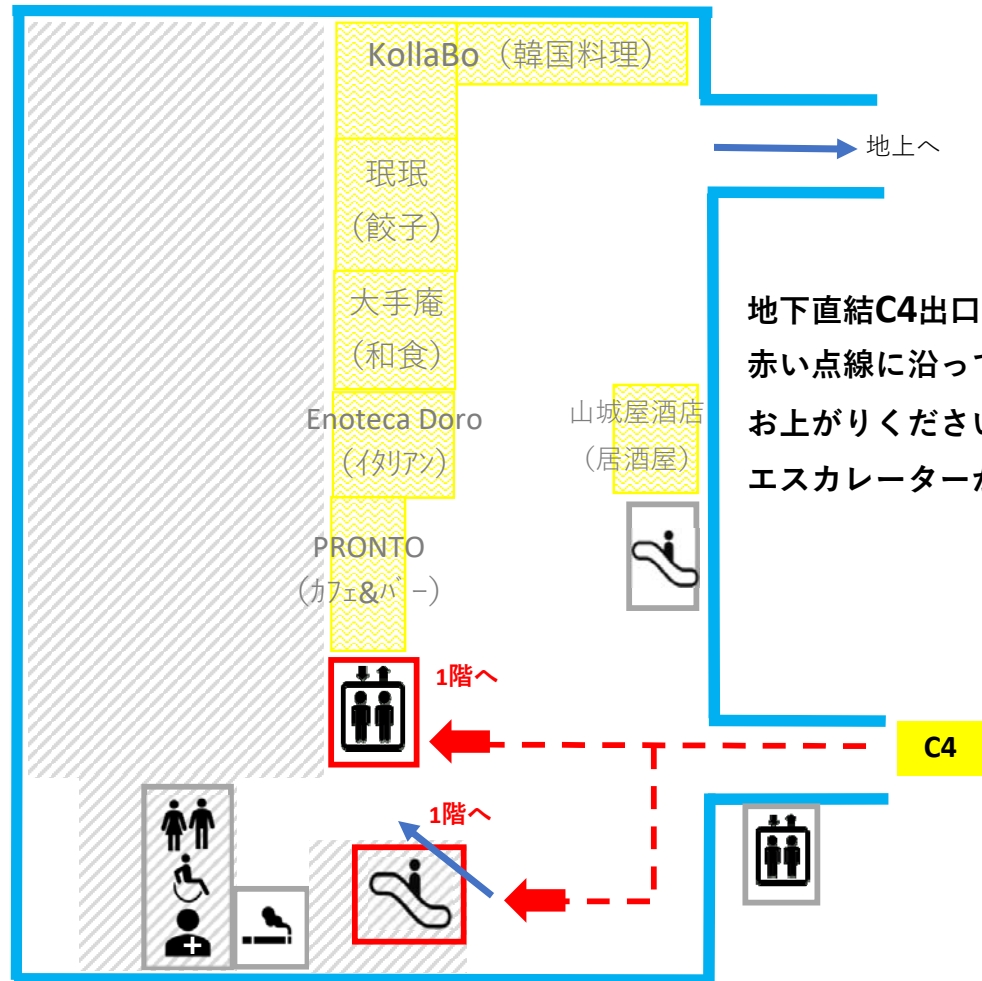 KollaBo（韓国料理）
地上へ
珉珉
（餃子）
大手庵
（和食）
地下直結C4出口
赤い点線に沿って
お上がりください
エスカレーターが
Enoteca Doro
（イタリアン）
山城屋酒店
（居酒屋）
PRONTO
（カフェ&バー）
1階へ
C4
1階へ